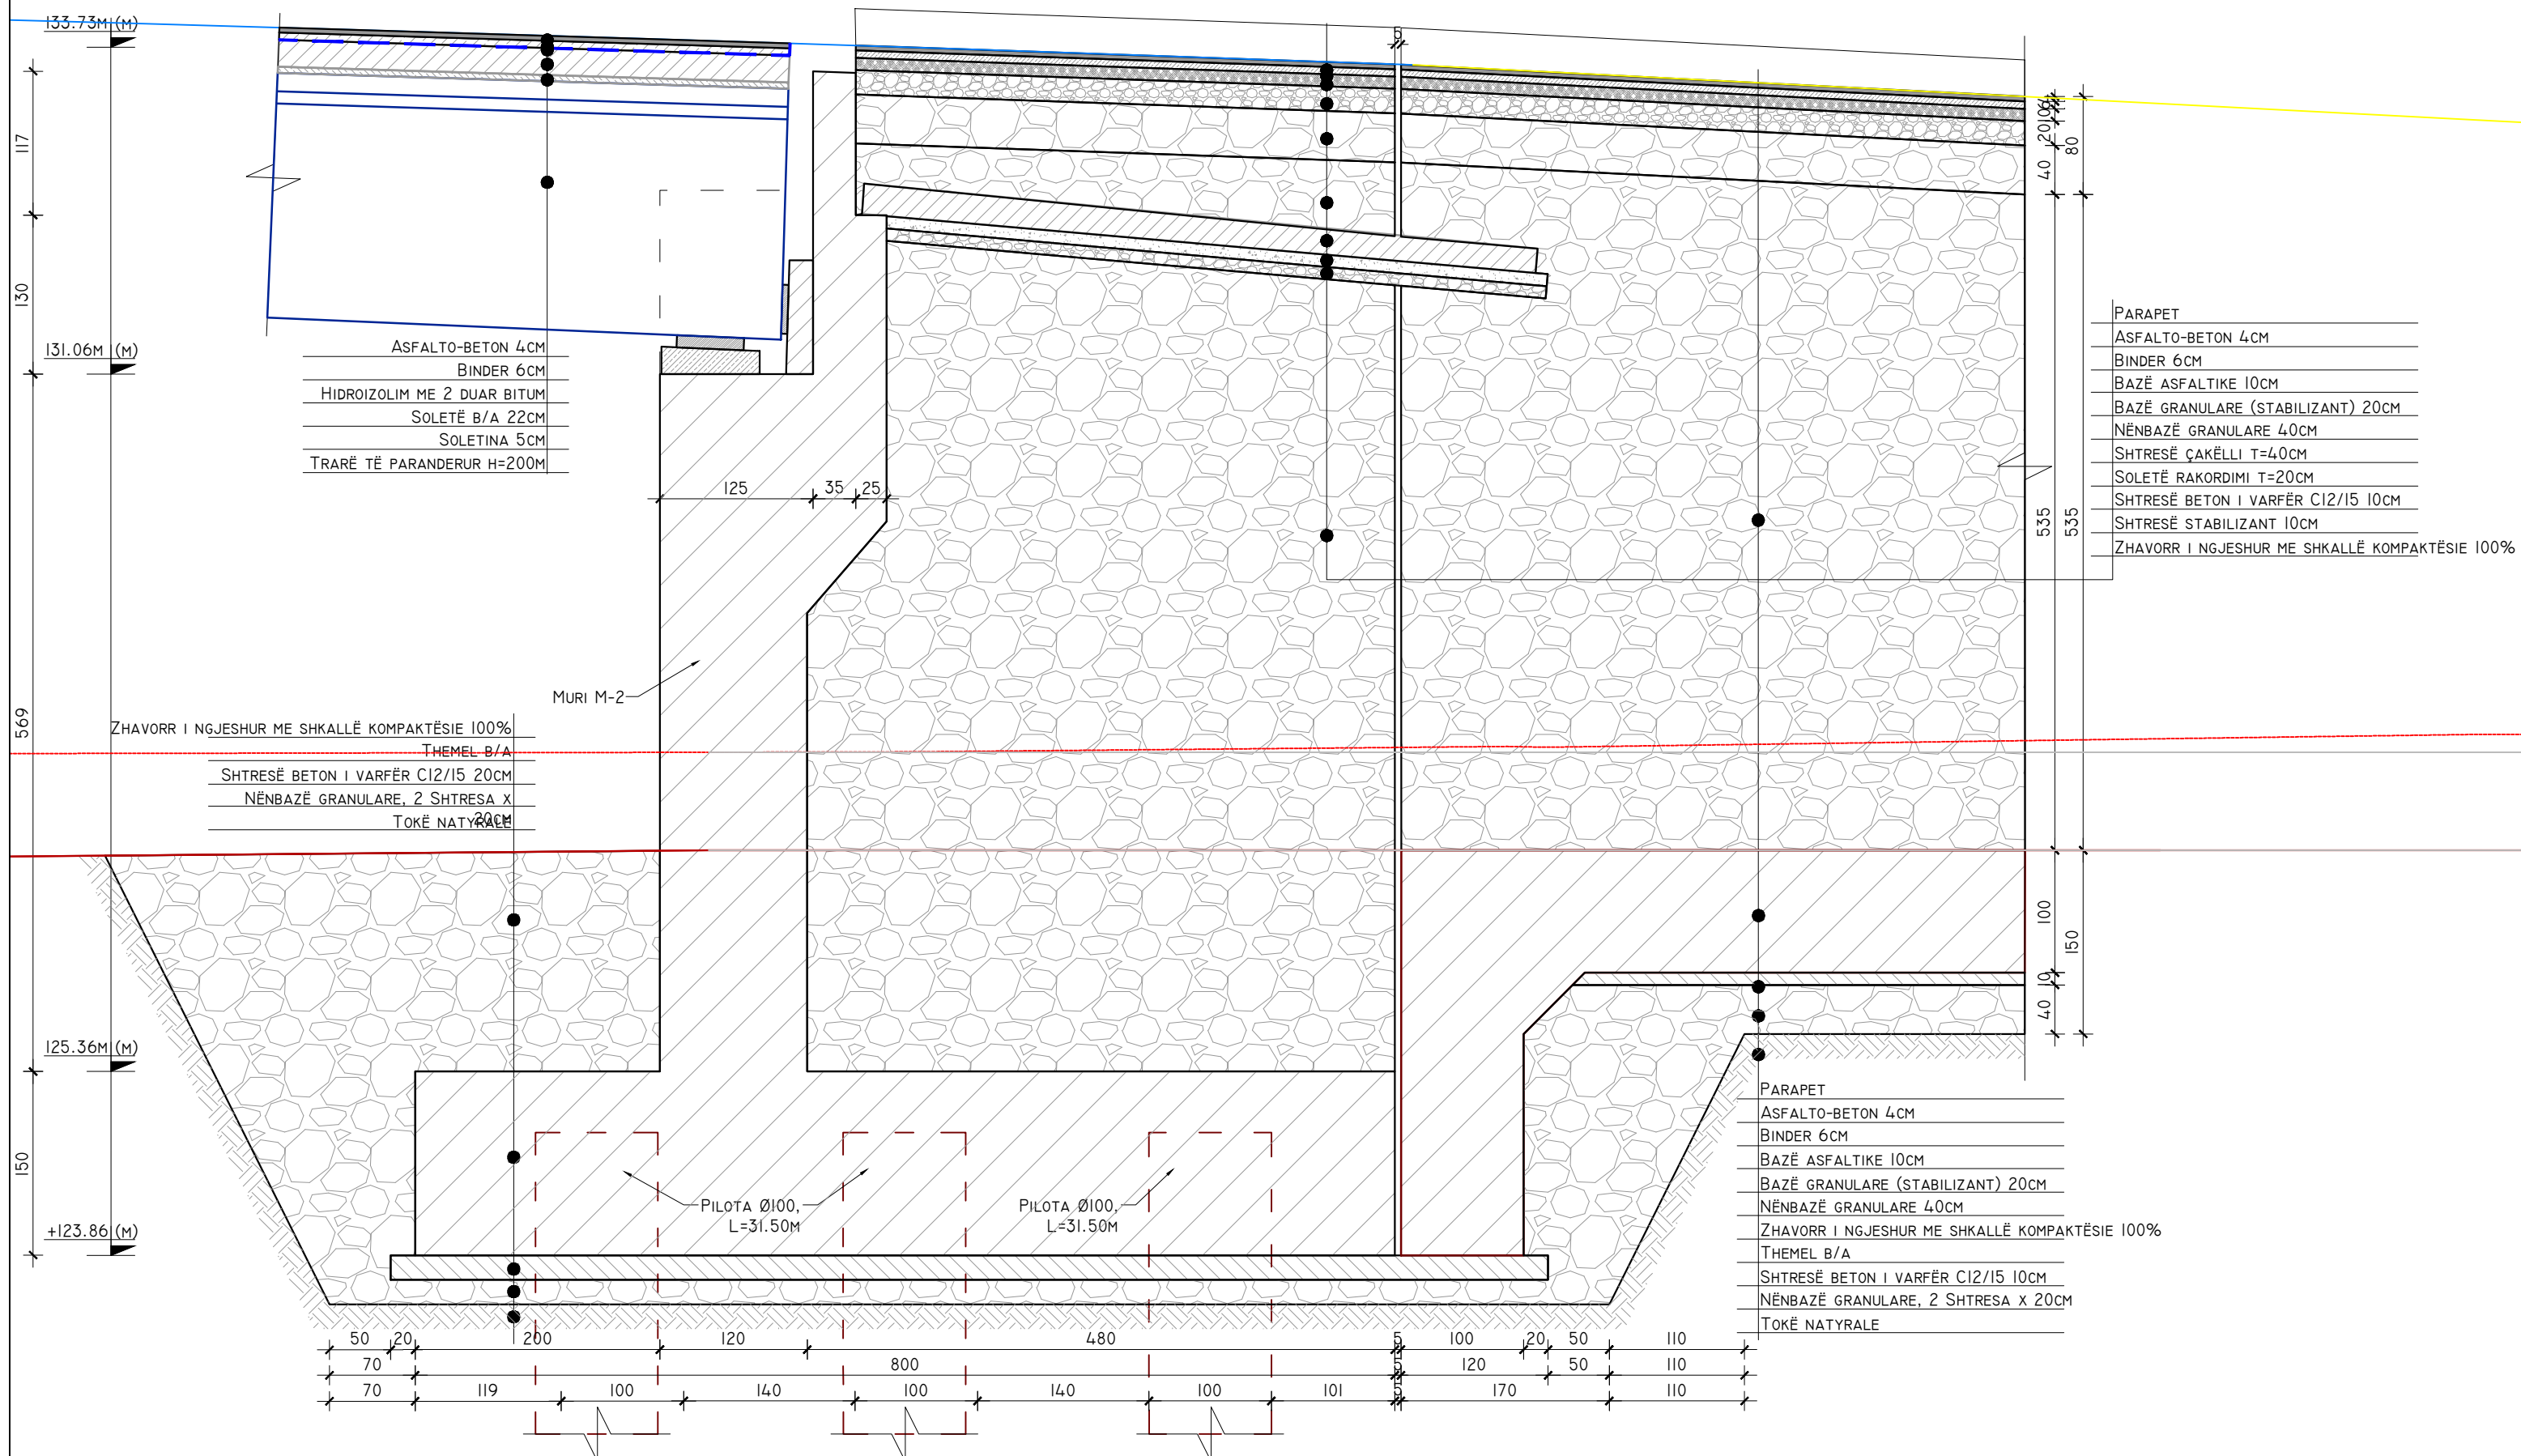 133.73M (M)
117
130
131.06M (M)
569
125.36M (M)
150
+123.86 (M)
ASFALTO-BETON 4CM
BINDER 6CM
HIDROIZOLIM ME 2 DUAR BITUM
SOLETË B/A 22CM
SOLETINA 5CM
TRARË TË PARANDERUR H=200M
125
35
25
5
MURI M-2
ZHAVORR I NGJESHUR ME SHKALLË KOMPAKTËSIE 100%
THEMEL B/A
SHTRESË BETON I VARFËR C12/15 20CM
NËNBAZË GRANULARE, 2 SHTRESA X
20CM
TOKË NATYRALE
PILOTA Ø100,
L=31.50M
PILOTA Ø100,
L=31.50M
20
40
80
535
535
100
150
10
40
PARAPET
ASFALTO-BETON 4CM
BINDER 6CM
BAZË ASFALTIKE 10CM
BAZË GRANULARE (STABILIZANT) 20CM
NËNBAZË GRANULARE 40CM
SHTRESË ÇAKËLLI T=40CM
SOLETË RAKORDIMI T=20CM
SHTRESË BETON I VARFËR C12/15 10CM
SHTRESË STABILIZANT 10CM
ZHAVORR I NGJESHUR ME SHKALLË KOMPAKTËSIE 100%
PARAPET
ASFALTO-BETON 4CM
BINDER 6CM
BAZË ASFALTIKE 10CM
BAZË GRANULARE (STABILIZANT) 20CM
NËNBAZË GRANULARE 40CM
ZHAVORR I NGJESHUR ME SHKALLË KOMPAKTËSIE 100%
THEMEL B/A
SHTRESË BETON I VARFËR C12/15 10CM
NËNBAZË GRANULARE, 2 SHTRESA X 20CM
TOKË NATYRALE
50 20 200 120 480 5 100 20 50 110
70 800 5 120 50 110
70 119 100 140 100 140 100 101 5 170 110